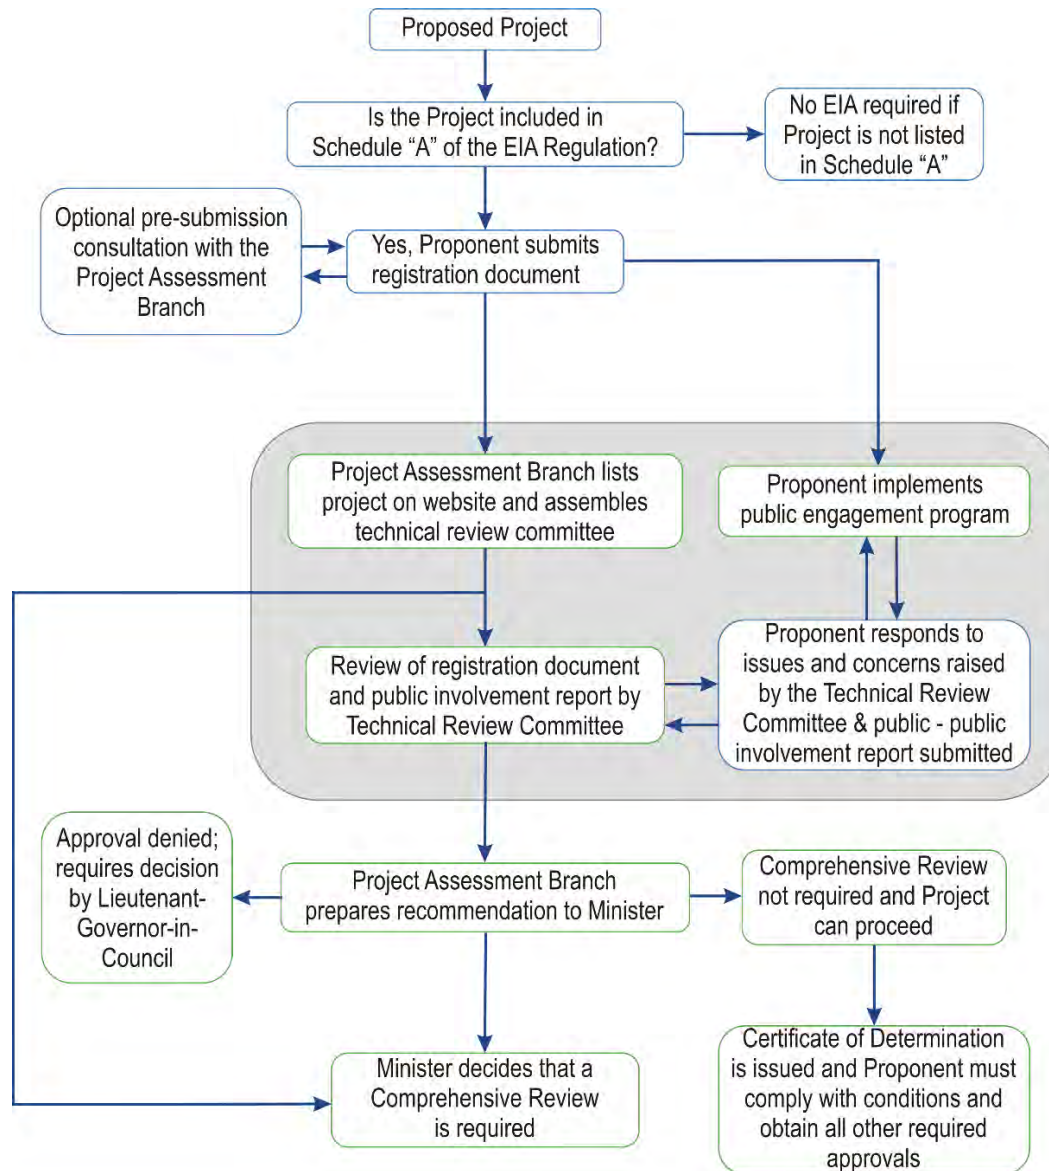 Proposed Project
Is the Project included in
Schedule “A” of the EIA Regulation?
No EIA required if
Project is not listed
in Schedule “A”
Optional pre-submission
consultation with the
Project Assessment
Branch
Yes, Proponent submits
registration document
Project Assessment Branch lists
project on website and assembles
technical review committee
Proponent implements
public engagement program
Review of registration document
and public involvement report by
Technical Review Committee
Proponent responds to
issues and concerns raised
by the Technical Review
Committee & public - public
involvement report submitted
Approval denied;
requires decision
by Lieutenant-
Governor-in-
Council
Project Assessment Branch
prepares recommendation to Minister
Comprehensive Review
not required and Project
can proceed
Minister decides that a
Comprehensive Review
is required
Certificate of Determination
is issued and Proponent must
comply with conditions and
obtain all other required
approvals